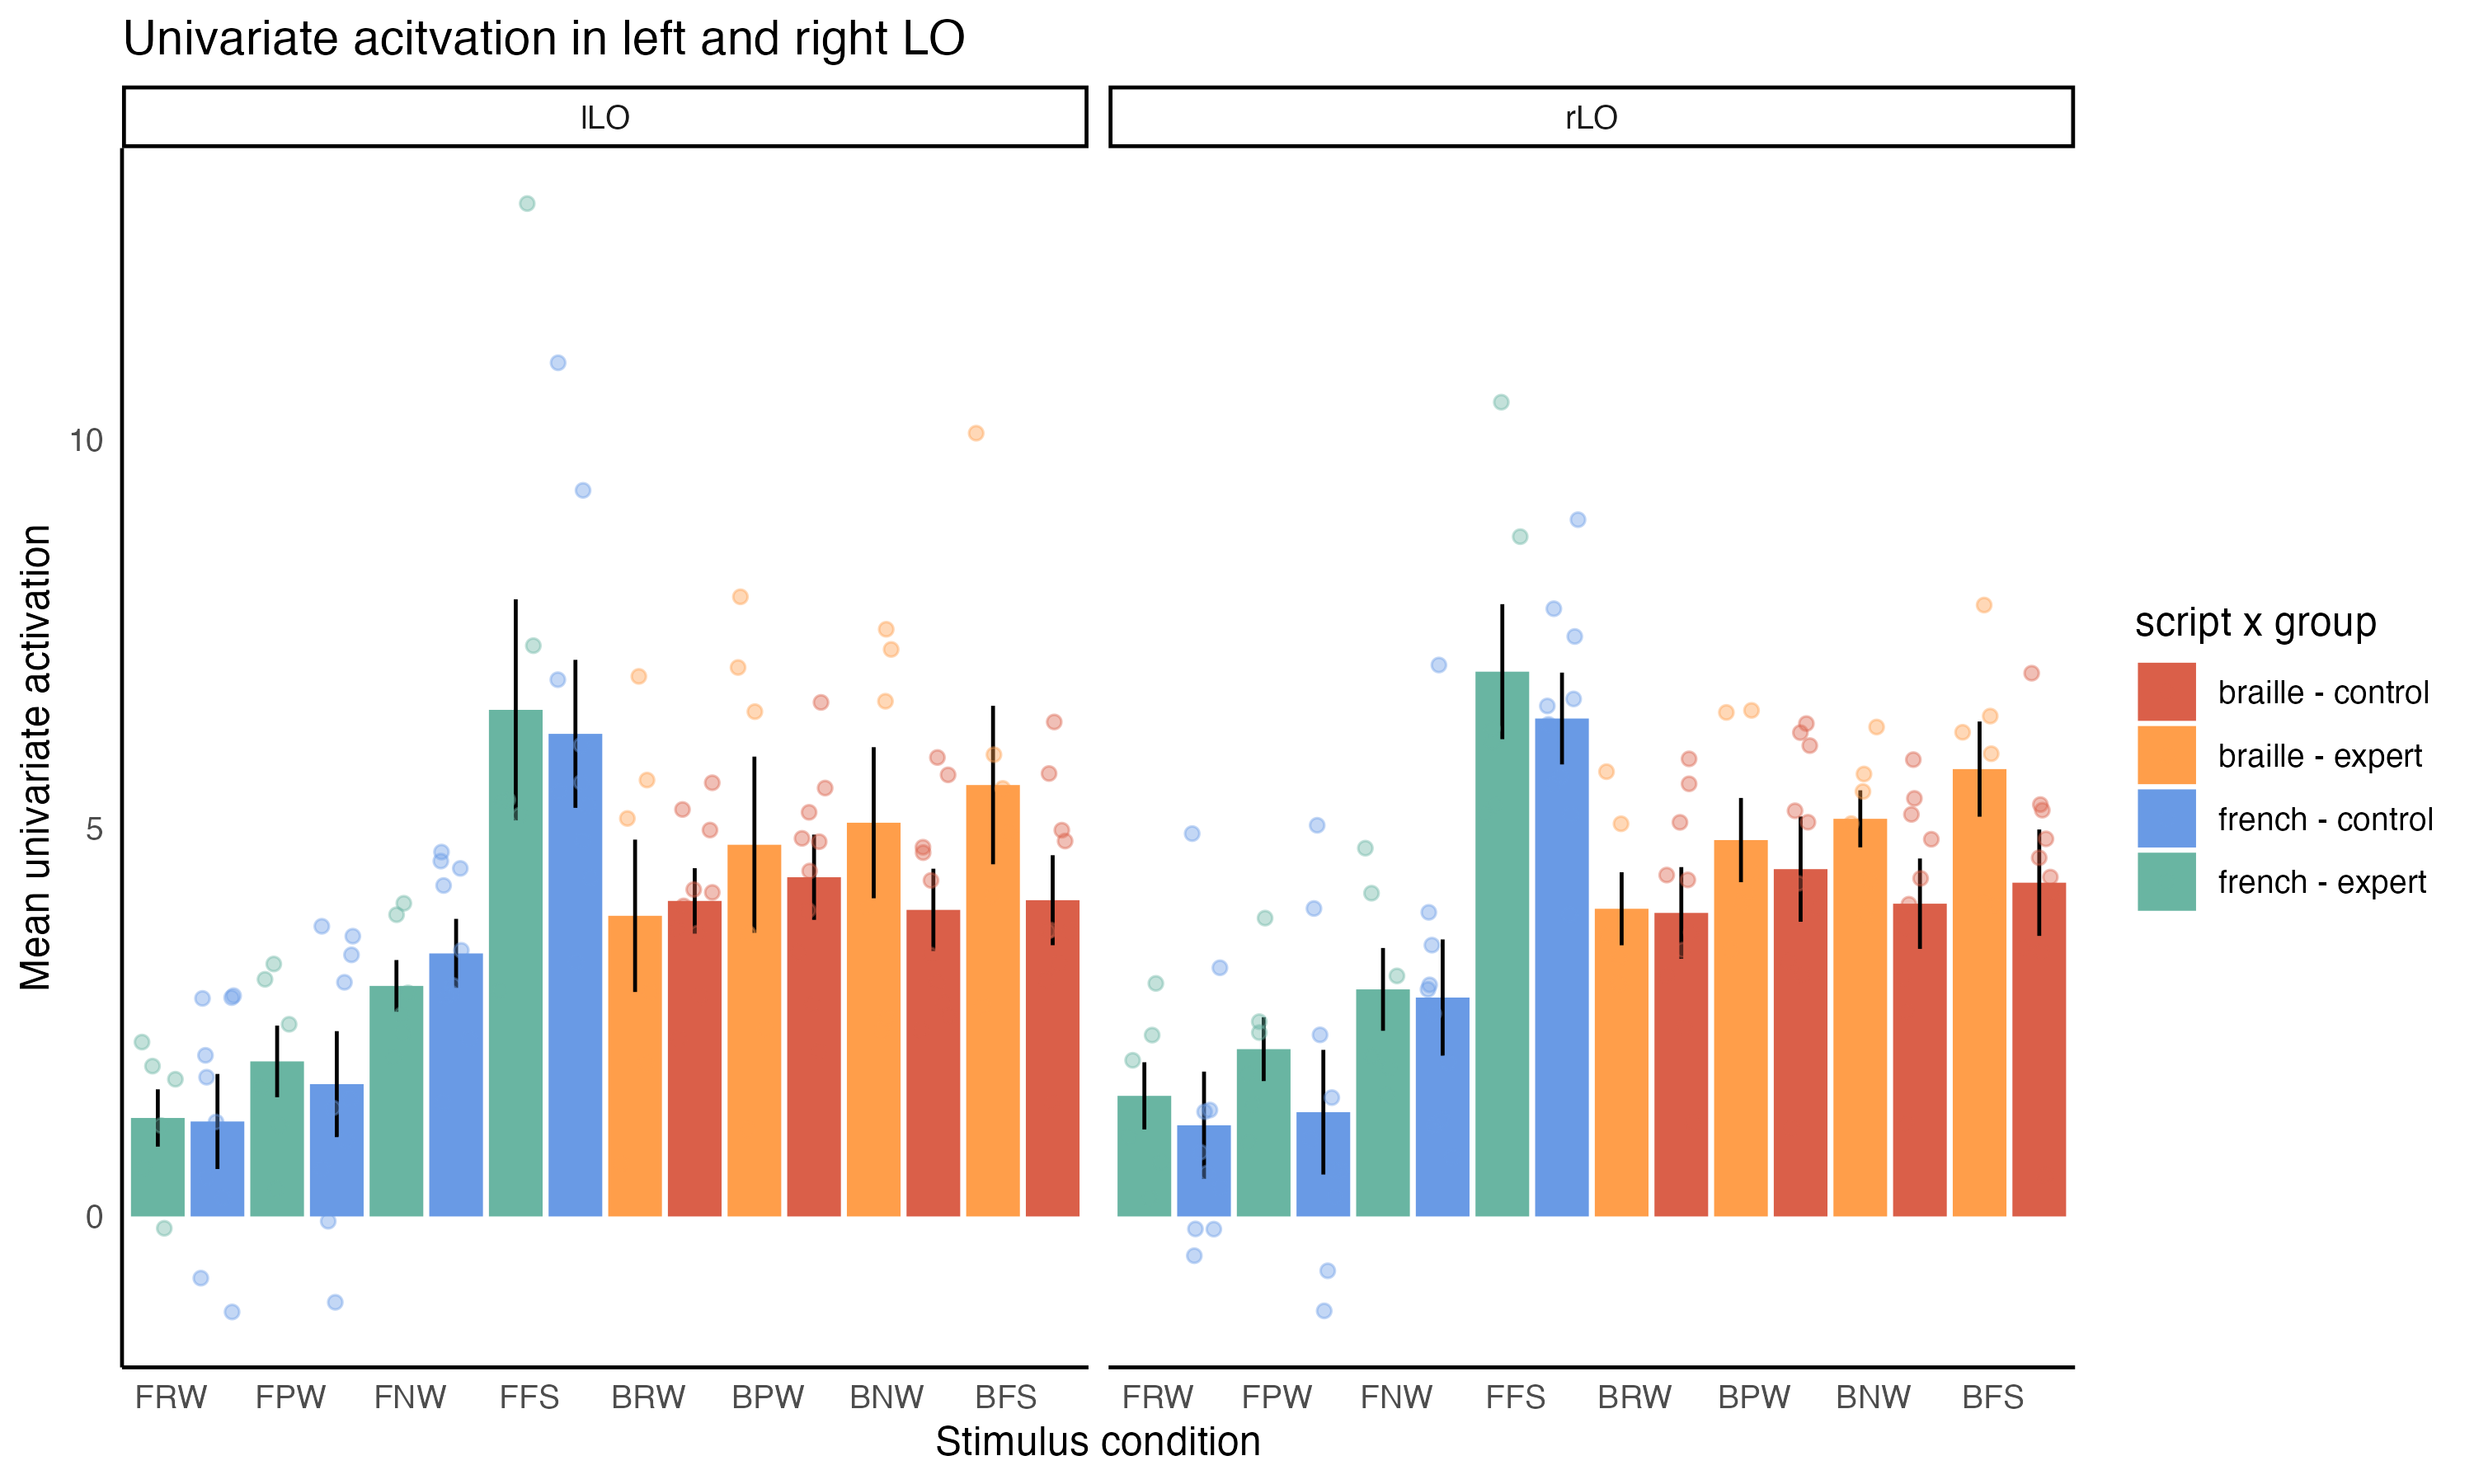 Univariate acitvation in left and right LO
lLO
rLO
Mean univariate activation
10
5
0
FRW FPW FNW FFS BRW BPW BNW BFS
FRW FPW FNW FFS BRW BPW BNW BFS
Stimulus condition
script x group
braille - control
braille - expert
french - control
french - expert